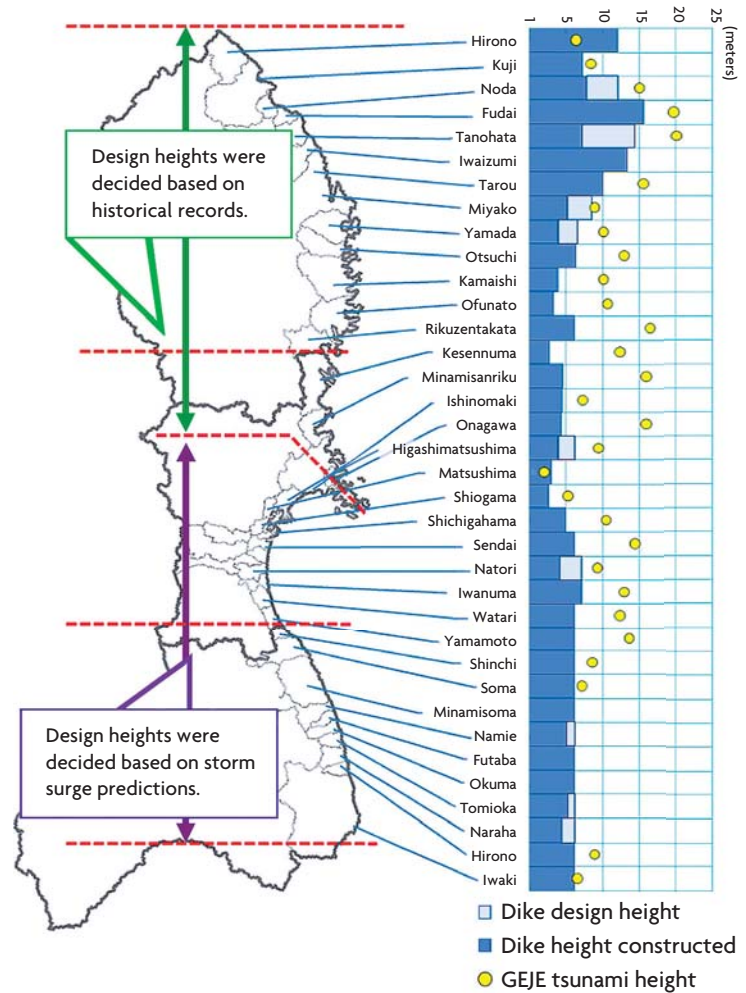 1 5 10 15 20 25
(meters)
Hirono
Kuji
Noda
Fudai
Tanohata
Iwaizumi
Tarou
Miyako
Yamada
Otsuchi
Kamaishi
Ofunato
Rikuzentakata
Kesennuma
Minamisanriku
Ishinomaki
Onagawa
Higashimatsushima
Matsushima
Shiogama
Shichigahama
Sendai
Natori
Iwanuma
Watari
Yamamoto
Shinchi
Soma
Minamisoma
Namie
Futaba
Okuma
Tomioka
Naraha
Hirono
Iwaki
Design heights were
decided based on
historical records.
Design heights were
decided based on storm
surge predictions.
Dike design height
Dike height constructed
GEJE tsunami height